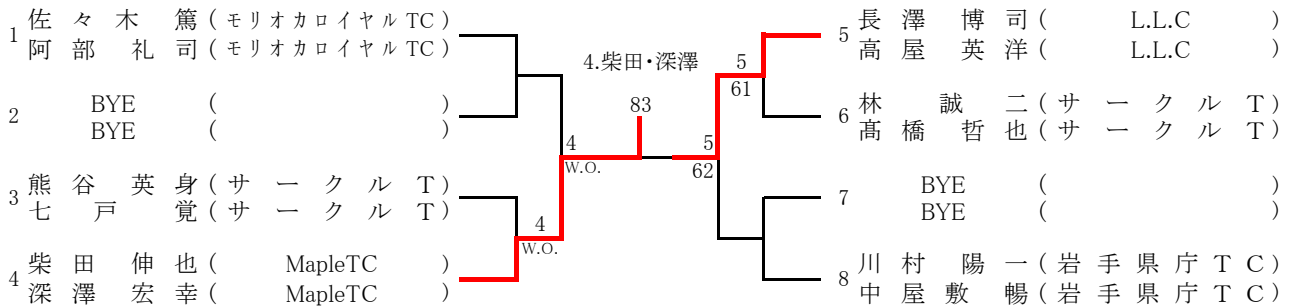 1 佐々木 篤(モリオカロイヤルTC)
阿部 礼司(モリオカロイヤルTC)
2 BYE ( )
BYE ( )
3 熊谷 英身(サークルT)
七戸 覚(サークルT)
4 柴田 伸也( MapleTC )
深澤 宏幸( MapleTC )
4
W.O.
4
W.O.
4.柴田・深澤
83
5
61
5
62
5 長澤 博司( L.L.C )
高屋 英洋( L.L.C )
6 林 誠二(サークルT)
髙橋 哲也(サークルT)
7 BYE ( )
BYE ( )
8 川村 陽一(岩手県庁TC)
中屋敷 暢(岩手県庁TC)